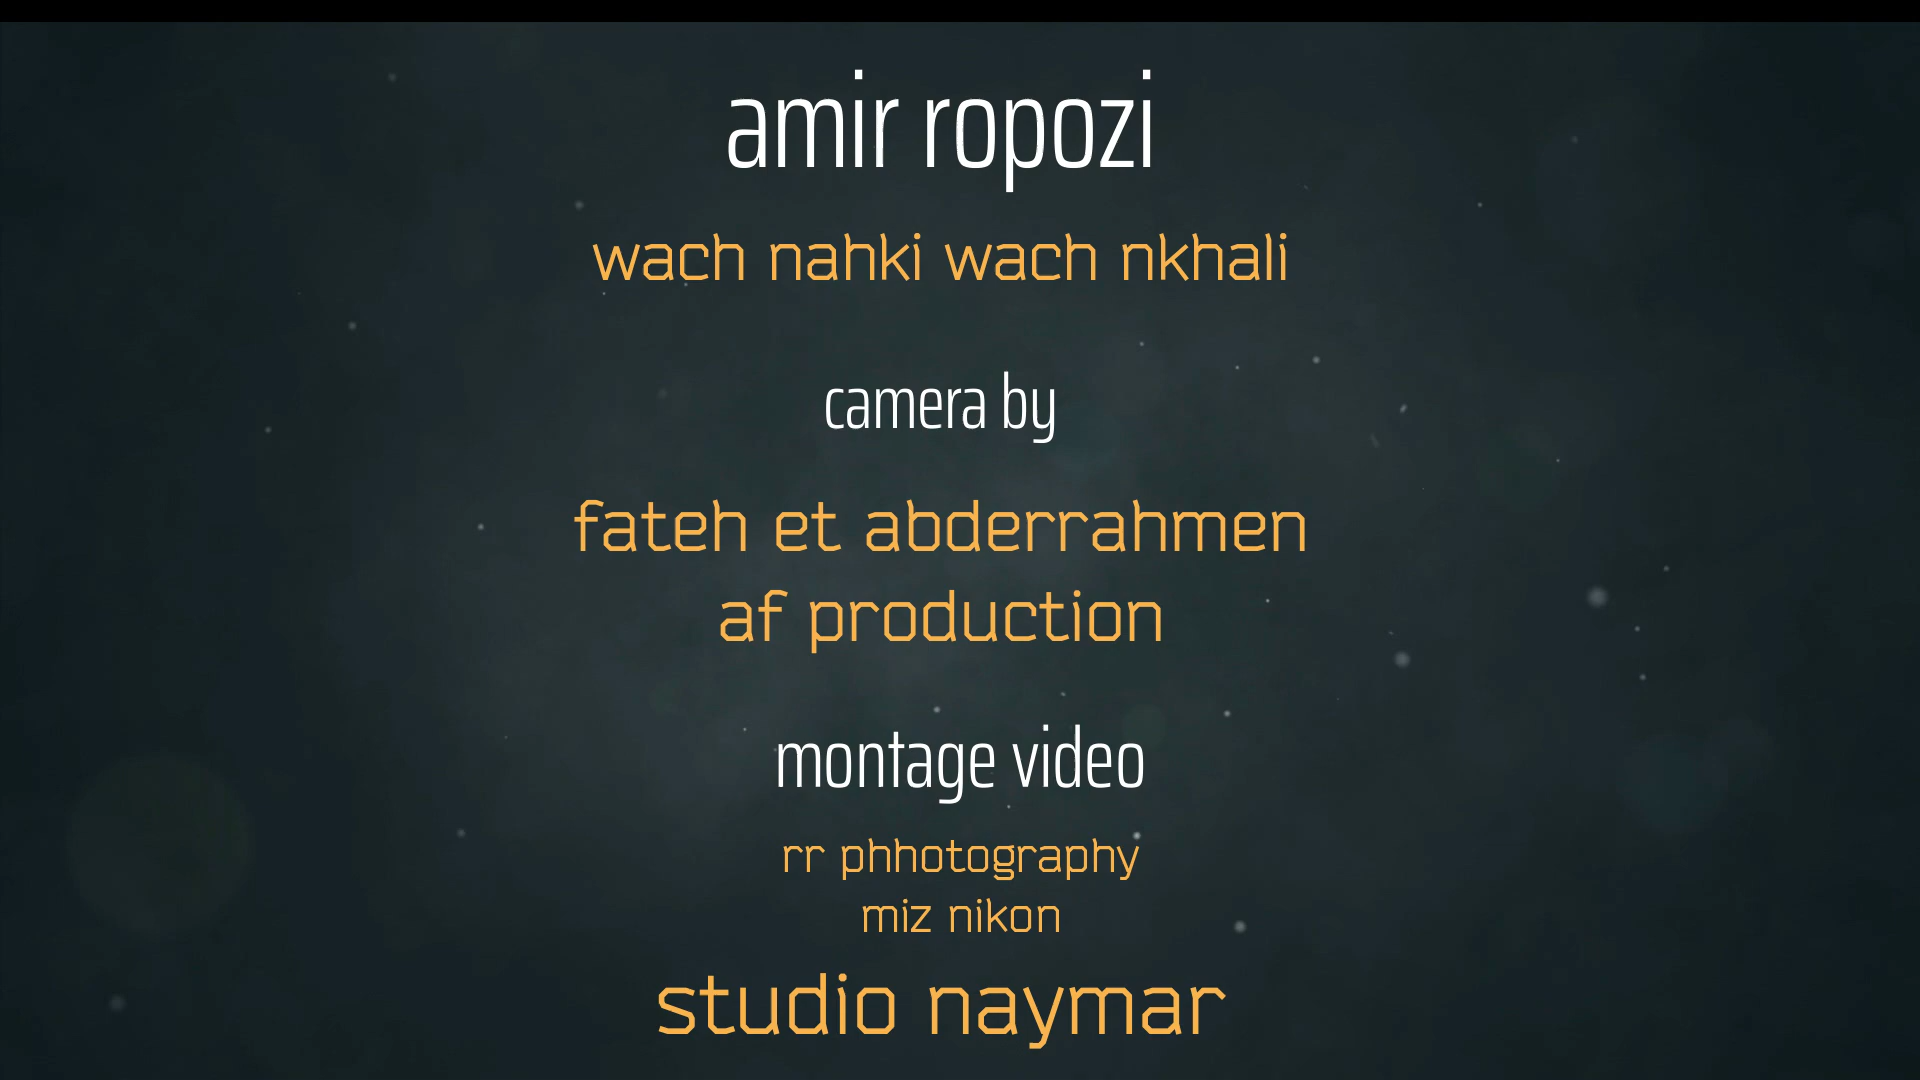 amir ropozi
wach nahki wach nkhali
camera by
fateh et abderrahmen
af production
montage video
rr phhotography
miz nikon
studio naymar